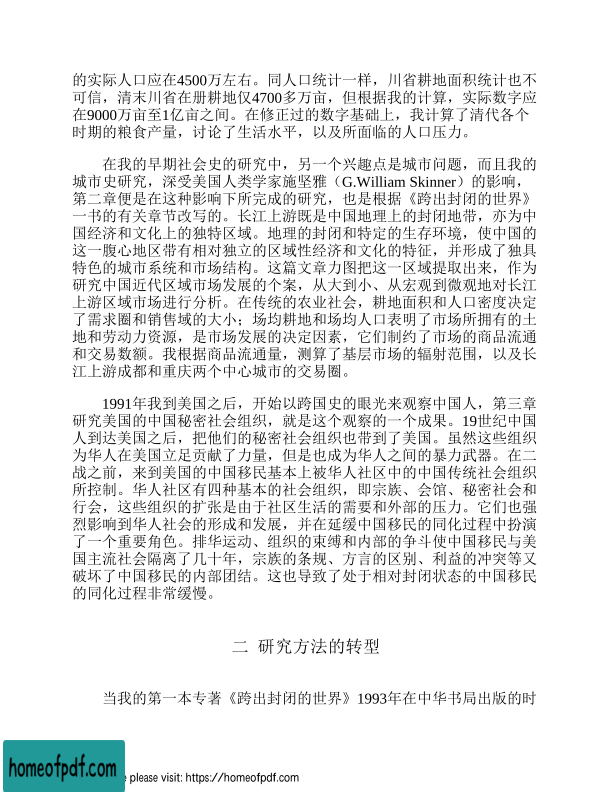 的实际人口应在4500万左右。同人口统计一样，川省耕地面积统计也不
可信，清末川省在册耕地仅4700多万亩，但根据我的计算，实际数字应
在9000万亩至1亿亩之间。在修正过的数字基础上，我计算了清代各个
时期的粮食产量，讨论了生活水平，以及所面临的人口压力。
在我的早期社会史的研究中，另一个兴趣点是城市问题，而且我的
城市史研究，深受美国人类学家施坚雅（G.William Skinner）的影响，
第二章便是在这种影响下所完成的研究，也是根据《跨出封闭的世界》
一书的有关章节改写的。长江上游既是中国地理上的封闭地带，亦为中
国经济和文化上的独特区域。地理的封闭和特定的生存环境，使中国的
这一腹心地区带有相对独立的区域性经济和文化的特征，并形成了独具
特色的城市系统和市场结构。这篇文章力图把这一区域提取出来，作为
研究中国近代区域市场发展的个案，从大到小、从宏观到微观地对长江
上游区域市场进行分析。在传统的农业社会，耕地面积和人口密度决定
了需求圈和销售域的大小；场均耕地和场均人口表明了市场所拥有的土
地和劳动力资源，是市场发展的决定因素，它们制约了市场的商品流通
和交易数额。我根据商品流通量，测算了基层市场的辐射范围，以及长
江上游成都和重庆两个中心城市的交易圈。
1991年我到美国之后，开始以跨国史的眼光来观察中国人，第三章
研究美国的中国秘密社会组织，就是这个观察的一个成果。19世纪中国
人到达美国之后，把他们的秘密社会组织也带到了美国。虽然这些组织
为华人在美国立足贡献了力量，但是也成为华人之间的暴力武器。在二
战之前，来到美国的中国移民基本上被华人社区中的中国传统社会组织
所控制。华人社区有四种基本的社会组织，即宗族、会馆、秘密社会和
行会，这些组织的扩张是由于社区生活的需要和外部的压力。它们也强
烈影响到华人社会的形成和发展，并在延缓中国移民的同化过程中扮演
了一个重要角色。排华运动、组织的束缚和内部的争斗使中国移民与美
国主流社会隔离了几十年，宗族的条规、方言的区别、利益的冲突等又
破坏了中国移民的内部团结。这也导致了处于相对封闭状态的中国移民
的同化过程非常缓慢。
二 研究方法的转型
当我的第一本专著《跨出封闭的世界》1993年在中华书局出版的时
homeofpdf.com
please visit: https://homeofpdf.com